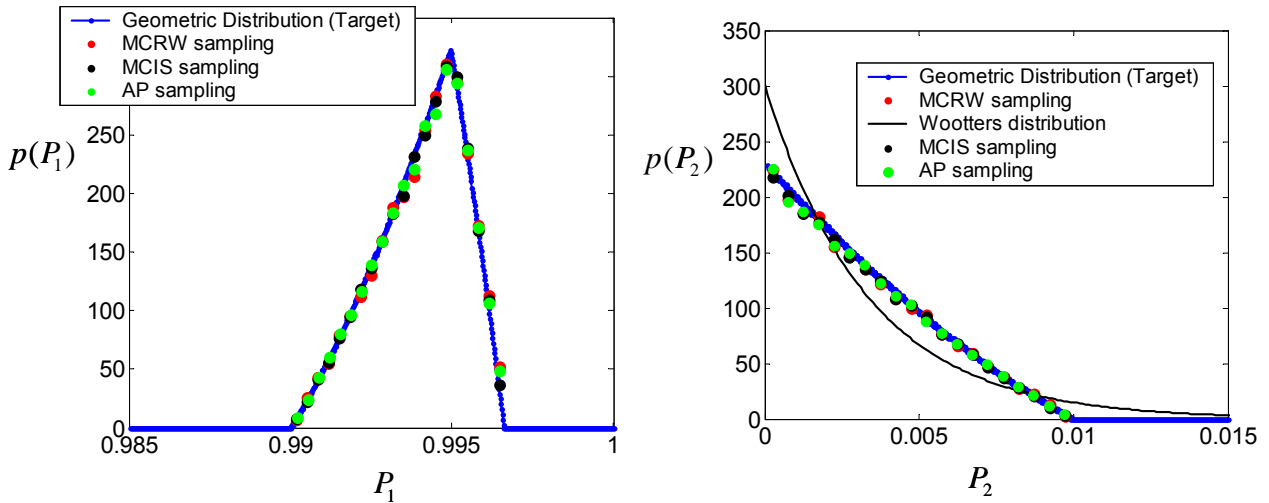 Geometric Distribution (Target)
MCRW sampling
MCIS sampling
AP sampling
250
200
150
100
50
0
p(P1)
0.985
0.99
0.995
1
P1
350
300
250
200
150
100
50
0
p(P2)
Geometric Distribution (Target)
MCRW sampling
Wootters distribution
MCIS sampling
AP sampling
0
0.005
0.01
0.015
P2